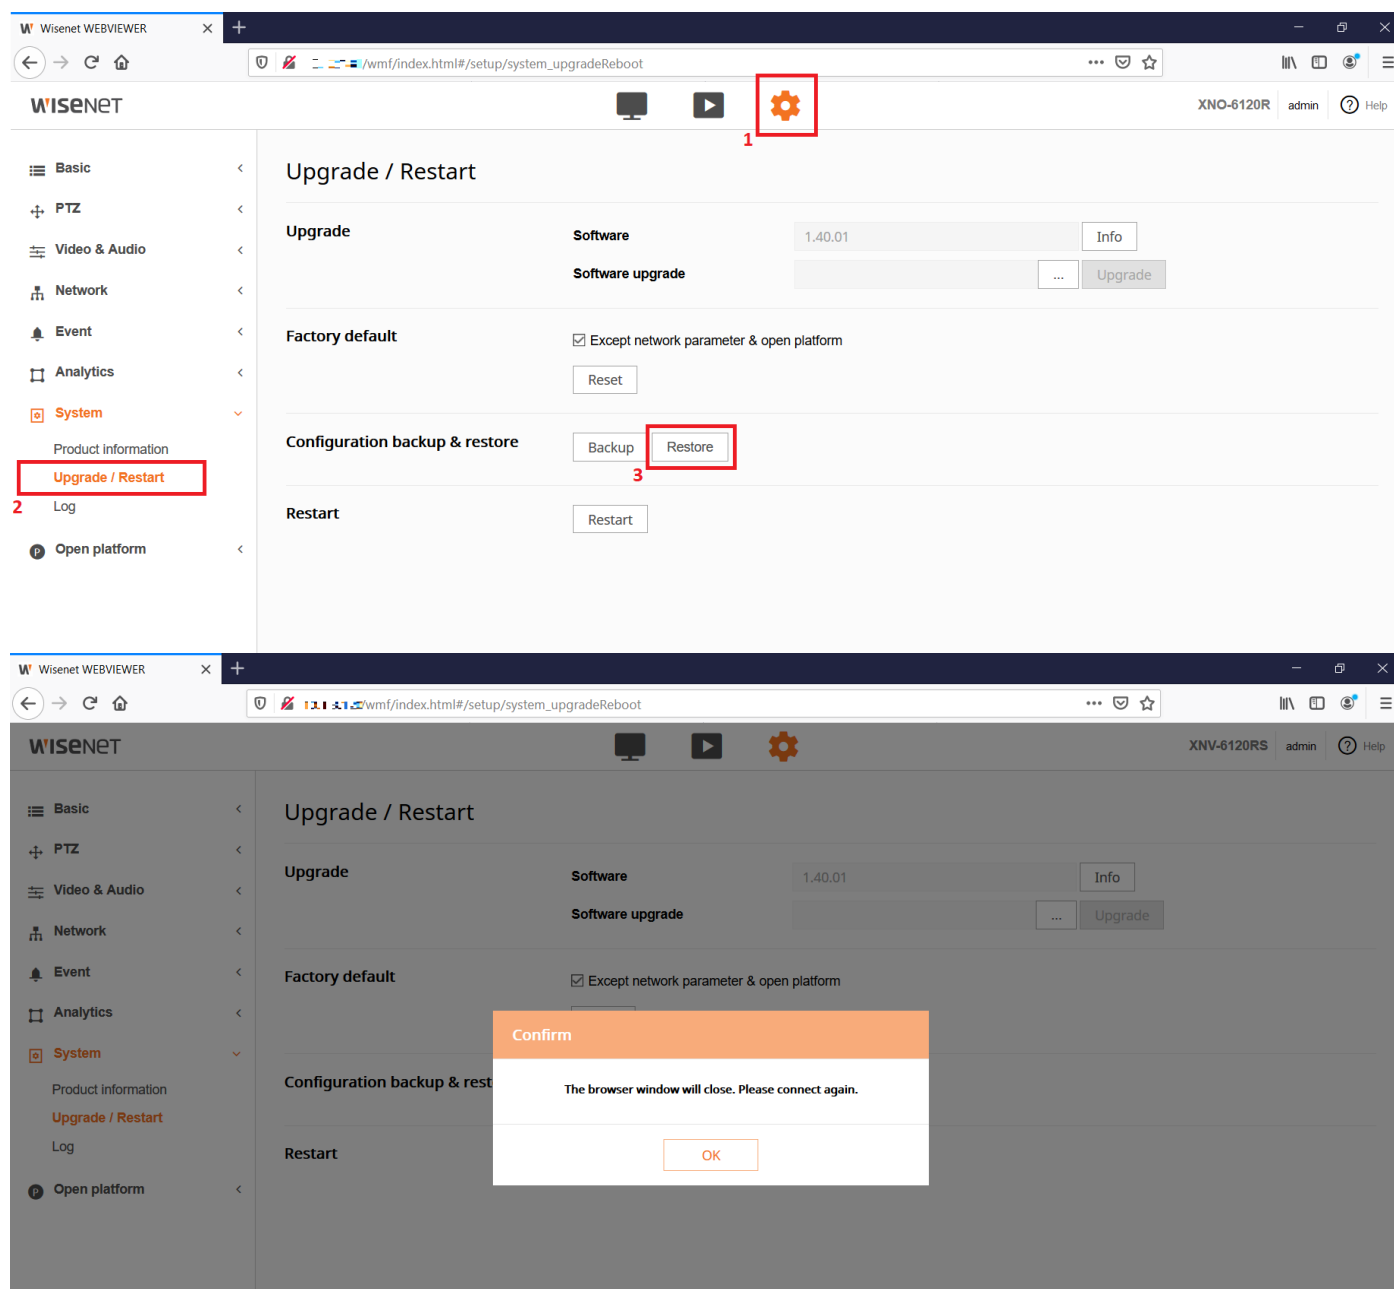 Wisenet WEBVIEWER
/wmf/index.html#/setup/system_upgradeReboot
WISENET
1
XNO-6120R admin ? Help
Basic
PTZ
Video & Audio
Network
Event
Analytics
System
Product information
Upgrade / Restart
2
Log
P Open platform
Upgrade / Restart
Upgrade
Software 1.40.01 Info
Software upgrade ... Upgrade
Factory default
Except network parameter & open platform
Reset
Configuration backup & restore Backup Restore
3
Restart Restart
Wisenet WEBVIEWER
/wmf/index.html#/setup/system_upgradeReboot
WISENET
XNV-6120RS admin ? Help
Basic
PTZ
Video & Audio
Network
Event
Analytics
System
Product information
Upgrade / Restart
Log
P Open platform
Upgrade / Restart
Upgrade
Software 1.40.01 Info
Software upgrade ... Upgrade
Factory default
Except network parameter & open platform
Configuration backup & rest
Restart
Confirm
The browser window will close. Please connect again.
OK